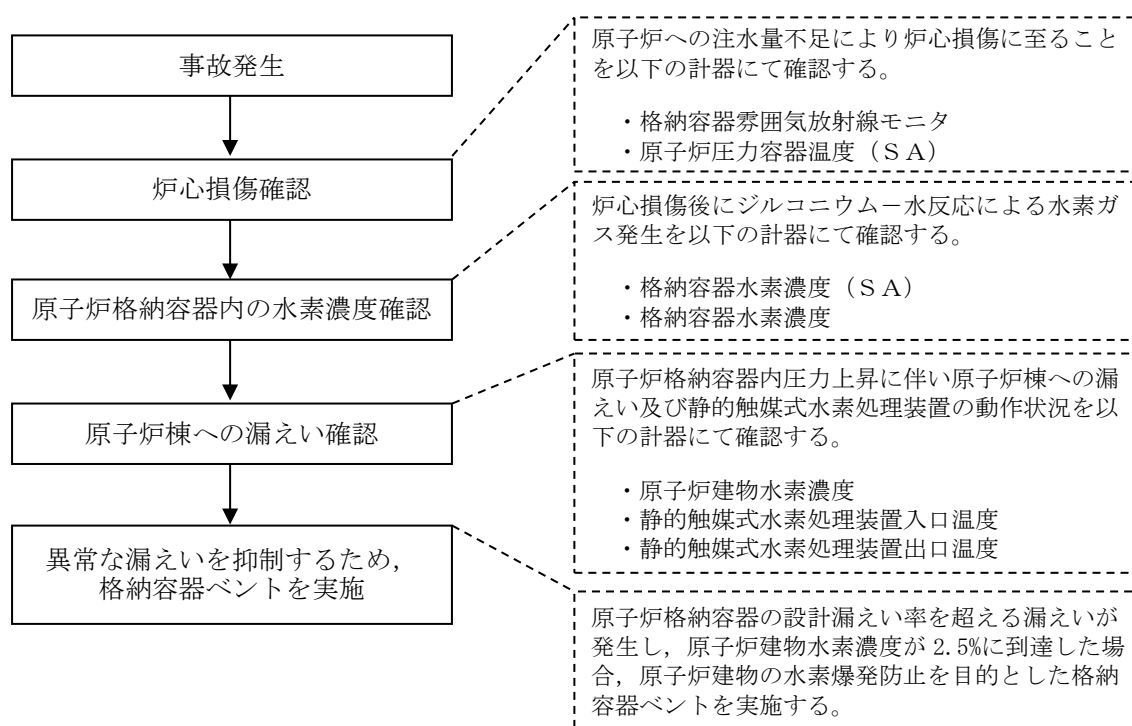 事故発生
炉心損傷確認
原子炉格納容器内の水素濃度確認
原子炉棟への漏えい確認
異常な漏えいを抑制するため,
格納容器ベントを実施
原子炉への注水量不足により炉心損傷に至ること
を以下の計器にて確認する。
・格納容器雰囲気放射線モニタ
・原子炉圧力容器温度(SA)
炉心損傷後にジルコニウム-水反応による水素ガ
ス発生を以下の計器にて確認する。
・格納容器水素濃度(SA)
・格納容器水素濃度
原子炉格納容器内圧力上昇に伴い原子炉棟への漏
えい及び静的触媒式水素処理装置の動作状況を以
下の計器にて確認する。
・原子炉建物水素濃度
・静的触媒式水素処理装置入口温度
・静的触媒式水素処理装置出口温度
原子炉格納容器の設計漏えい率を超える漏えいが
発生し,原子炉建物水素濃度が 2.5%に到達した場
合,原子炉建物の水素爆発防止を目的とした格納
容器ベントを実施する。